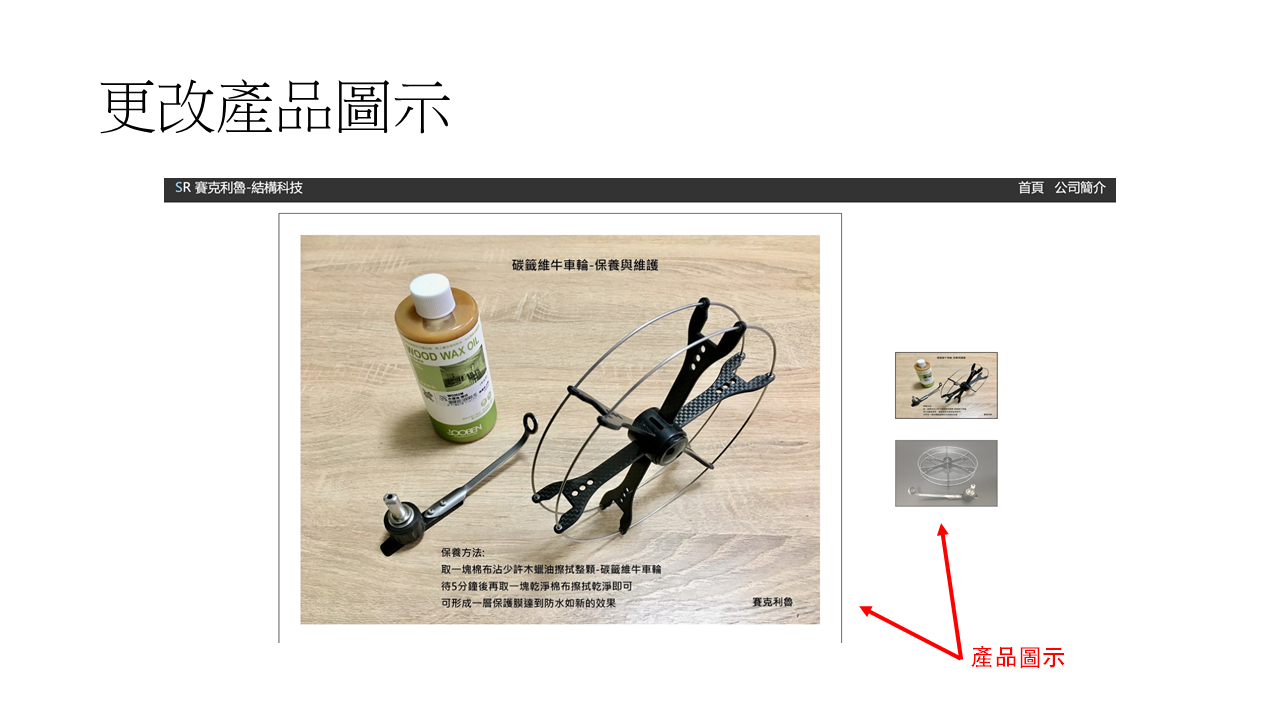 更改產品圖示
SR 賽克利魯-結構科技
首頁 公司簡介
碳籤維牛車輪-保養與維護
WOOD WAX OIL
保養方法:
取一塊棉布沾少許木蠟油擦拭整顆-碳籤維牛車輪
待5分鐘後再取一塊乾淨棉布擦拭乾淨即可
可形成一層保護膜達到防水如新的效果
賽克利魯
產品圖示